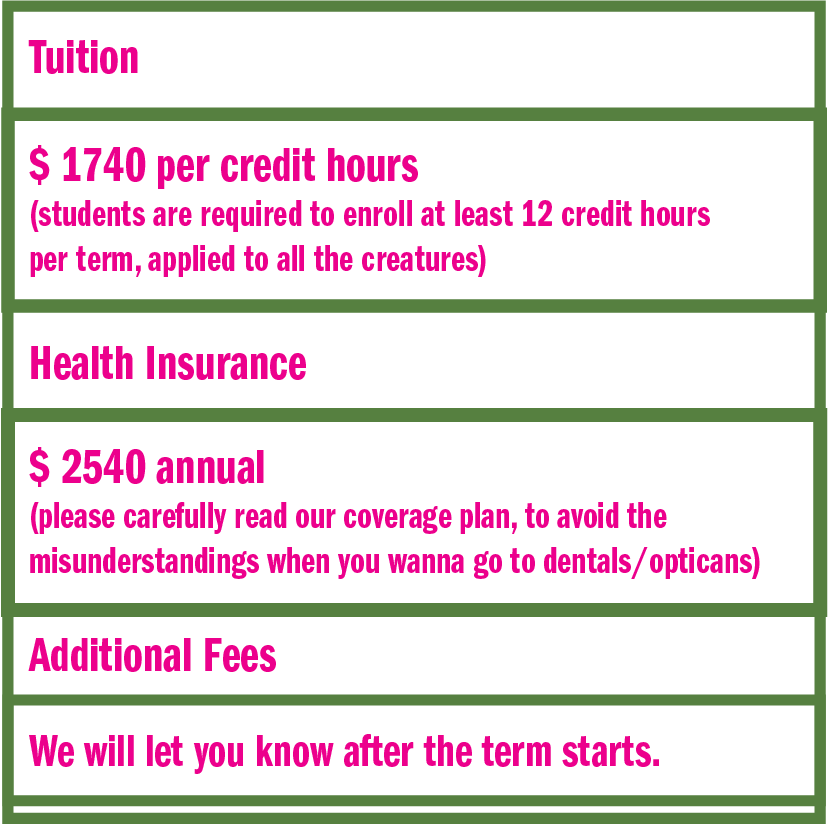 Tuition
$ 1740 per credit hours
(students are required to enroll at least 12 credit hours
per term, applied to all the creatures)
Health Insurance
$ 2540 annual
(please carefully read our coverage plan, to avoid the
misunderstandings when you wanna go to dentals/opticans)
Additional Fees
We will let you know after the term starts.